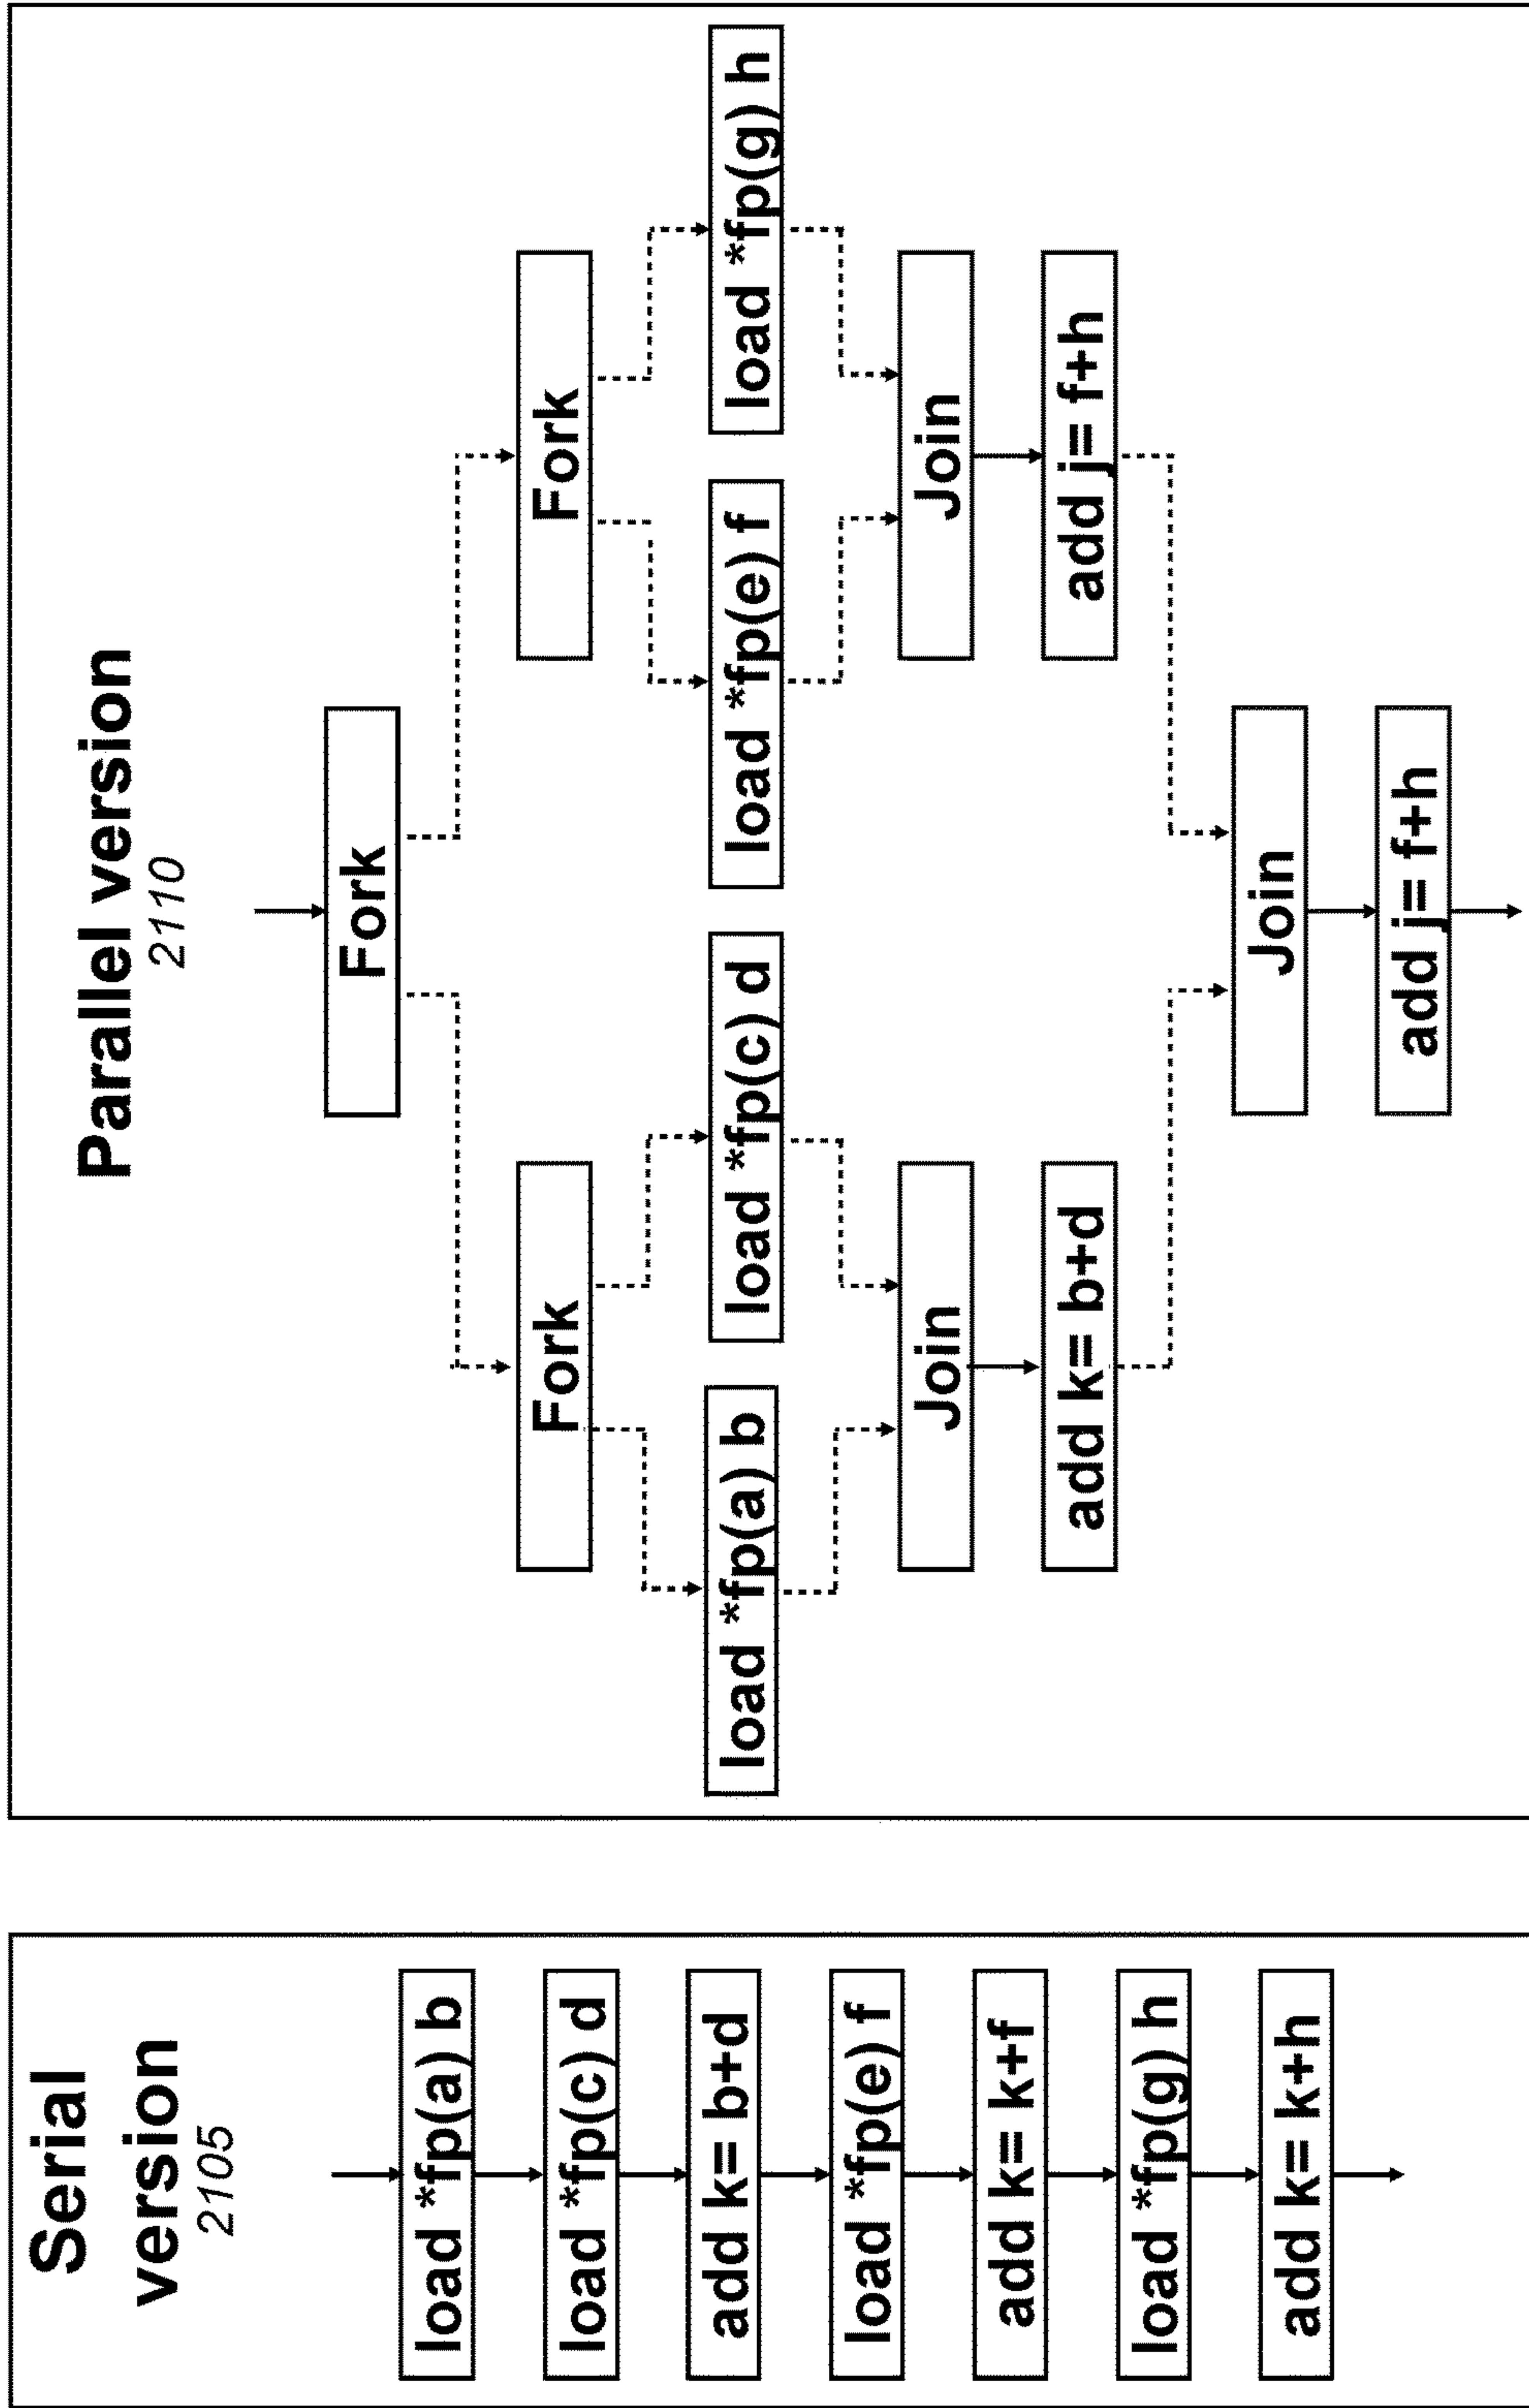 Serial
version
2105
load *fp(a) b
load *fp(c) d
add k= b+d
load *fp(e) f
add k= k+f
load *fp(g) h
add k= k+h
Parallel version
2110
Fork
Fork
Fork
load *fp(a) b
load *fp(c) d
load *fp(e) f
load *fp(g) h
Join
Join
add k= b+d
add j= f+h
Join
add j= f+h